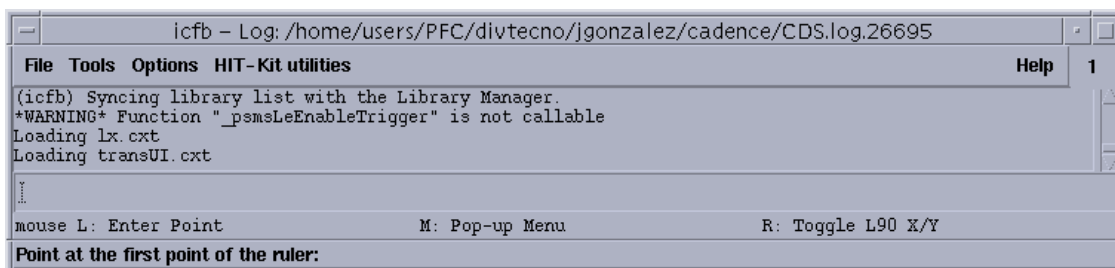 icfb – Log: /home/users/PFC/divtecno/jgonzalez/cadence/CDS.log.26695
File Tools Options HIT-Kit utilities Help 1
(icfb) Syncing library list with the Library Manager.
*WARNING* Function "_psmsLeEnableTrigger" is not callable
Loading lx.cxt
Loading transUI.cxt
mouse L: Enter Point M: Pop-up Menu R: Toggle L90 X/Y
Point at the first point of the ruler: